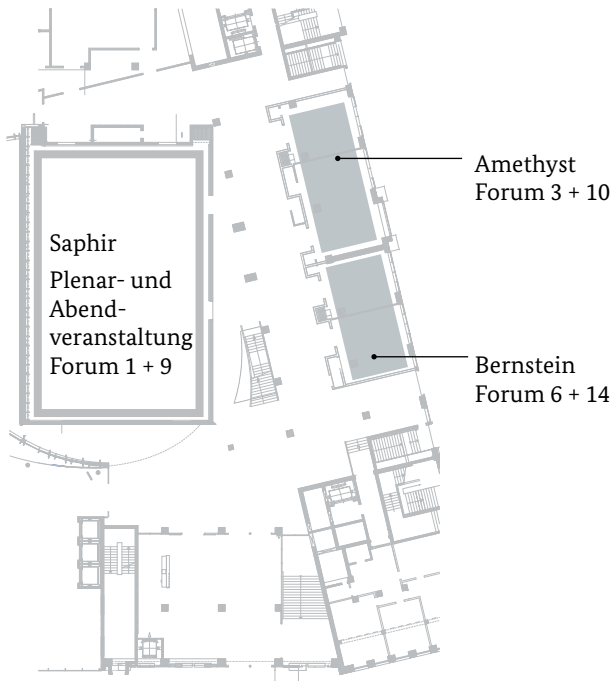 Amethyst
Forum 3 + 10
Saphir
Plenar- und
Abend-
veranstaltung
Forum 1 + 9
Bernstein
Forum 6 + 14